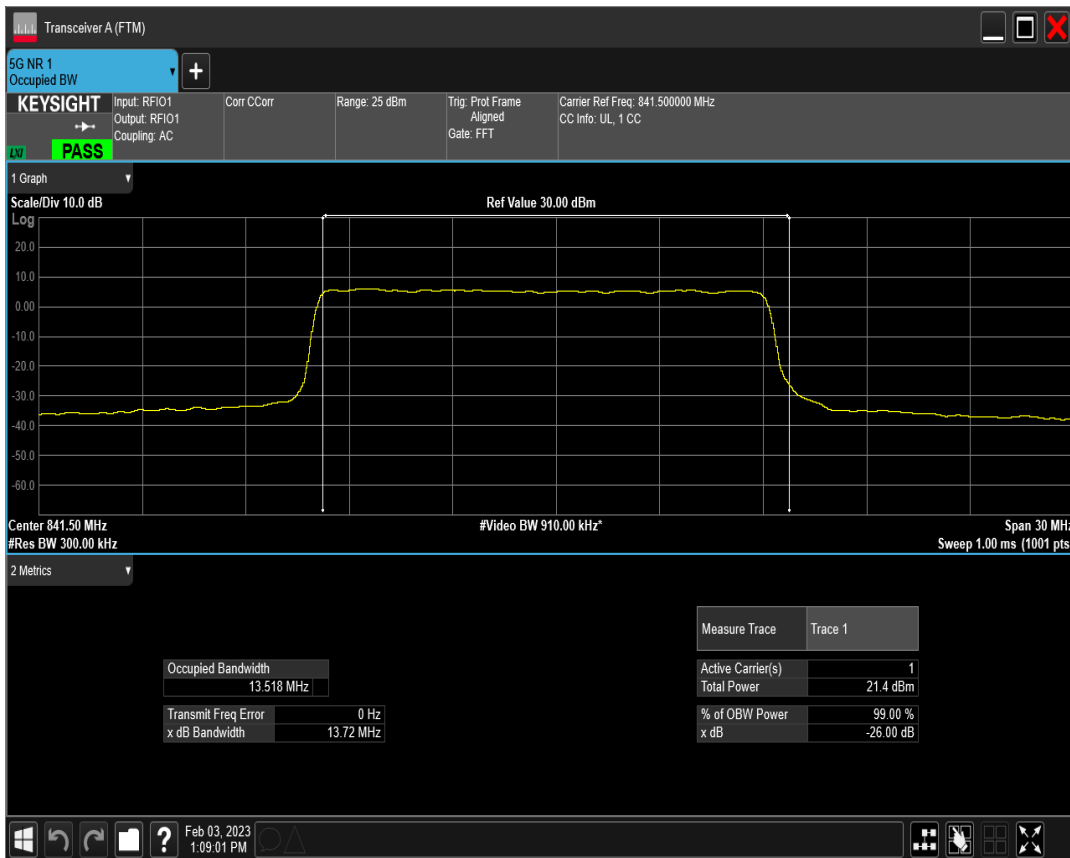 Transceiver A (FTM)
5G NR 1
Occupied BW
+
KEYSIGHT
LXI
PASS
Input: RFIO1
Output: RFIO1
Coupling: AC
Corr CCorr
Range: 25 dBm
Trig: Prot Frame
Aligned
Gate: FFT
Carrier Ref Freq: 841.500000 MHz
CC Info: UL, 1 CC
1 Graph
Scale/Div 10.0 dB
Ref Value 30.00 dBm
Log
20.0
10.0
0.00
-10.0
-20.0
-30.0
-40.0
-50.0
-60.0
Center 841.50 MHz
#Video BW 910.00 kHz*
Span 30 MHz
#Res BW 300.00 kHz
Sweep 1.00 ms (1001 pts
2 Metrics
Measure Trace Trace 1
Occupied Bandwidth
13.518 MHz
Active Carrier(s) 1
Total Power 21.4 dBm
Transmit Freq Error 0 Hz
x dB Bandwidth 13.72 MHz
% of OBW Power 99.00 %
x dB -26.00 dB
?
Feb 03, 2023
1:09:01 PM